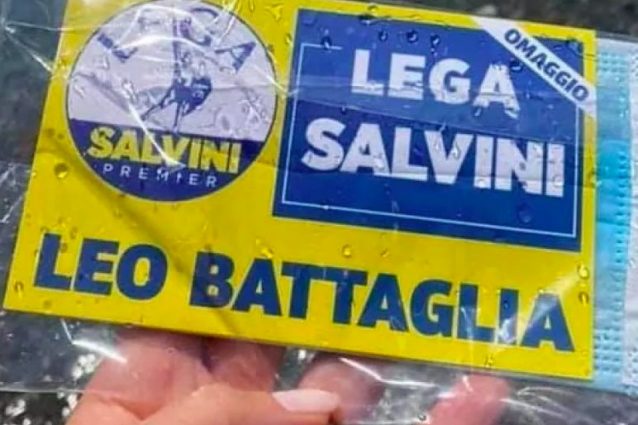 LEGA
SALVINI
PREMIER
OMAGGIO
LEGA
SALVINI
LEO BATTAGLIA